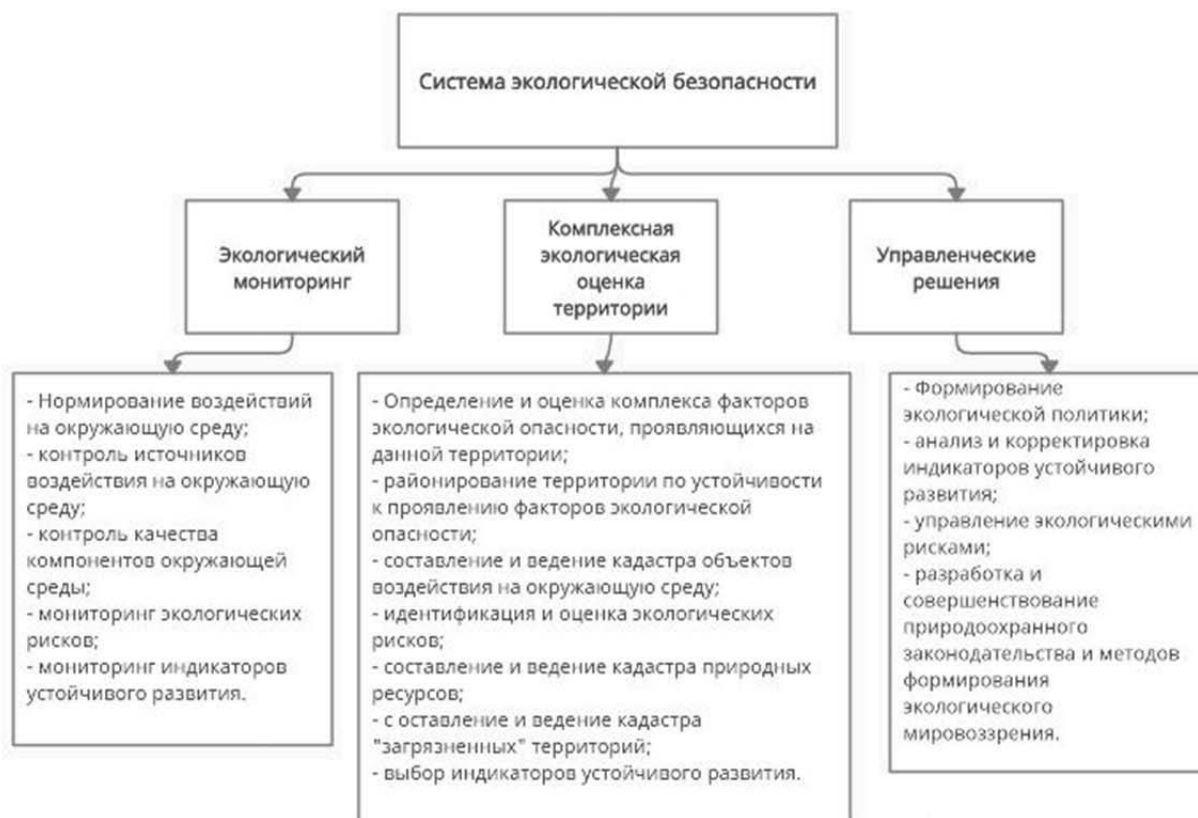 Система экологической безопасности
Экологический
мониторинг
Комплексная
экологическая
оценка
территории
Управленческие
решения
- Нормирование воздействий
на окружающую среду;
- контроль источников
воздействия на окружающую
среду;
- контроль качества
компонентов окружающей
среды;
- мониторинг экологических
рисков;
- мониторинг индикаторов
устойчивого развития.
- Определение и оценка комплекса факторов
экологической опасности, проявляющихся на
данной территории;
- районирование территории по устойчивости
к проявлению факторов экологической
опасности;
- составление и ведение кадастра объектов
воздействия на окружающую среду;
- идентификация и оценка экологических
рисков;
- составление и ведение кадастра природных
ресурсов;
- с оставление и ведение кадастра
"загрязненных" территорий;
- выбор индикаторов устойчивого развития.
- Формирование
экологической политики;
- анализ и корректировка
индикаторов устойчивого
развития;
- управление экологическими
рисками;
- разработка и
совершенствование
природоохранного
законодательства и методов
формирования
экологического
мировоззрения.